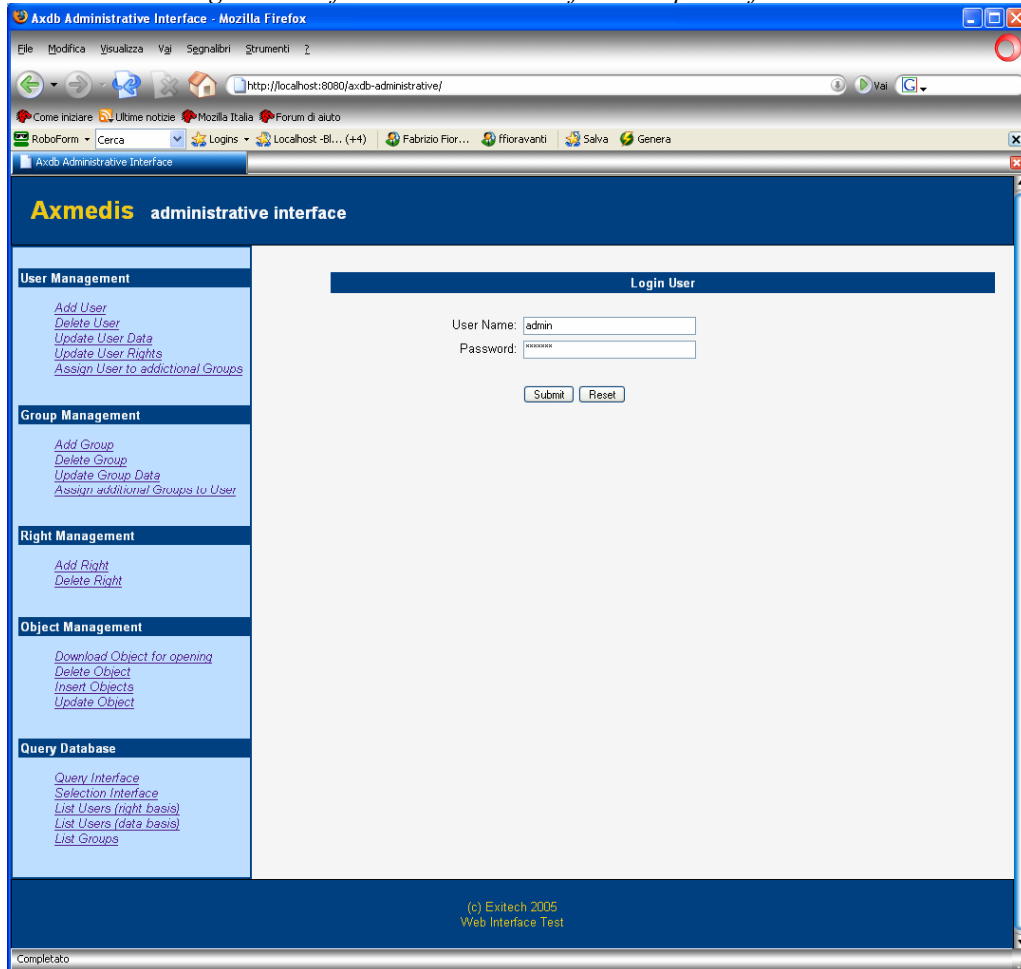 Axdb Administrative Interface - Mozilla Firefox
File Modifica Visualizza Vai Segnalibri Strumenti ?
http://localhost:8080/axdb-administrative/ Vai G
Come iniziare Ultime notizie Mozilla Italia Forum di aiuto
RoboForm Cerca Logins Localhost -Bl... (+4) Fabrizio Fior... ffioravanti Salva Genera
Axdb Administrative Interface
Axmedis administrative interface
User Management
Add User
Delete User
Update User Data
Update User Rights
Assign User to addictional Groups
Group Management
Add Group
Delete Group
Update Group Data
Assign additional Groups to User
Right Management
Add Right
Delete Right
Object Management
Download Object for opening
Delete Object
Insert Objects
Update Object
Query Database
Query Interface
Selection Interface
List Users (right basis)
List Users (data basis)
List Groups
Login User
User Name: admin
Password: *******
Submit Reset
(c) Exitech 2005
Web Interface Test
Completato